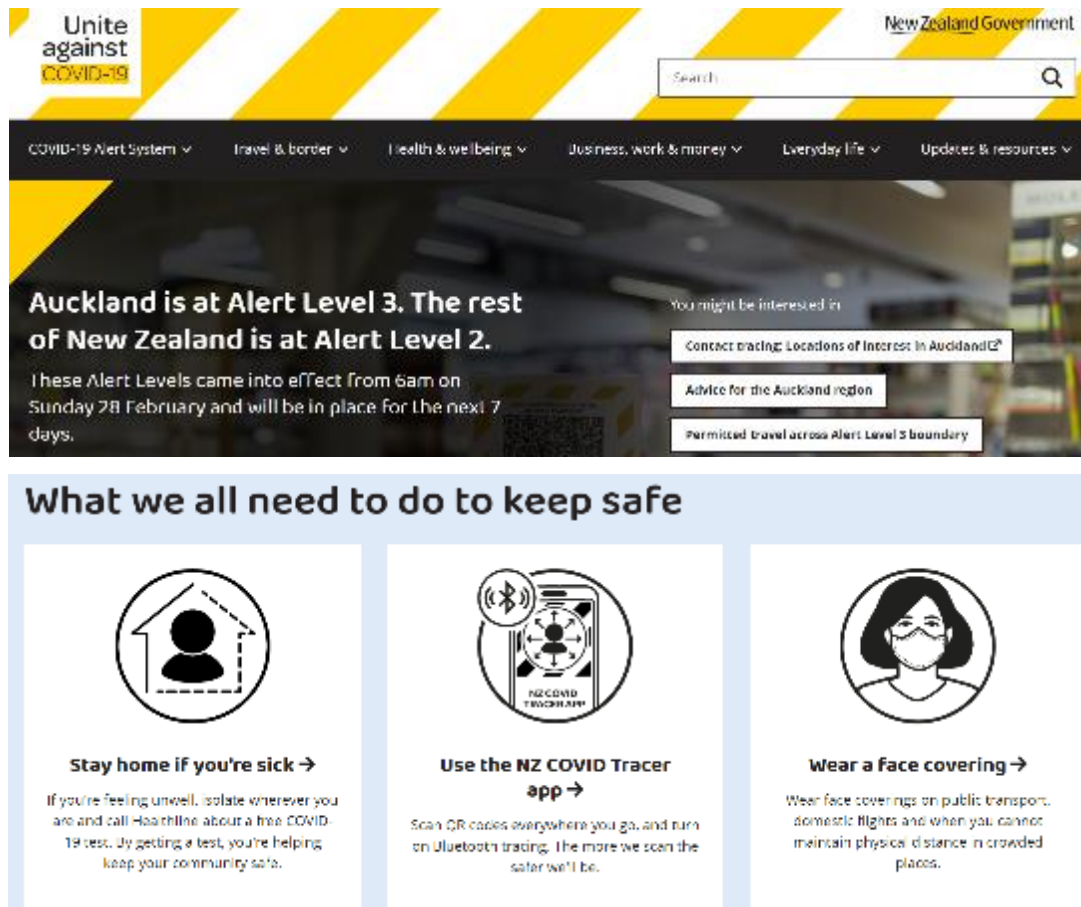 Unite
against
COVID-19
New Zealand Government
Search
COVID-19 Alert System
Travel & border
Health & wellbeing
Business, work & money
Everyday life
Updates & resources
Auckland is at Alert Level 3. The rest
of New Zealand is at Alert Level 2.
These Alert Levels came into effect from 6am on
Sunday 28 February and will be in place for the next 7
days.
You might be interested in
Contact tracing: Locations of interest in Auckland
Advice for the Auckland region
Permitted travel across Alert Level 3 boundary
What we all need to do to keep safe
NZ COVID
TRACER APP
Stay home if you're sick →
If you're feeling unwell, isolate wherever you
are and call Healthline about a free COVID-
19 test. By getting a test, you're helping
keep your community safe.
Use the NZ COVID Tracer
app →
Scan QR codes everywhere you go, and turn
on Bluetooth tracing. The more we scan the
safer we'll be.
Wear a face covering →
Wear face coverings on public transport,
domestic flights and when you cannot
maintain physical distance in crowded
places.